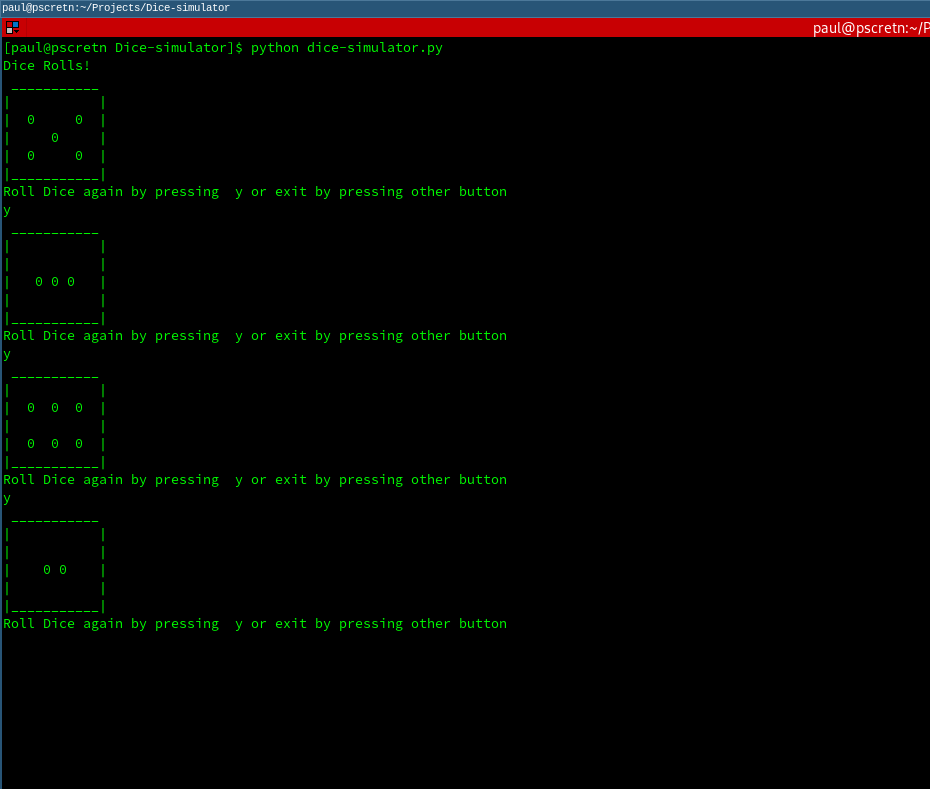 paul@pscretn:~/Projects/Dice-simulator
paul@pscretn:~/P
[paul@pscretn Dice-simulator]$ python dice-simulator.py
Dice Rolls!
 ___________
|           |
|  0     0  |
|     0     |
|  0     0  |
|___________|
Roll Dice again by pressing  y or exit by pressing other button
y
 ___________
|           |
|           |
|   0 0 0   |
|           |
|___________|
Roll Dice again by pressing  y or exit by pressing other button
y
 ___________
|           |
|  0  0  0  |
|           |
|  0  0  0  |
|___________|
Roll Dice again by pressing  y or exit by pressing other button
y
 ___________
|           |
|           |
|    0 0    |
|           |
|___________|
Roll Dice again by pressing  y or exit by pressing other button